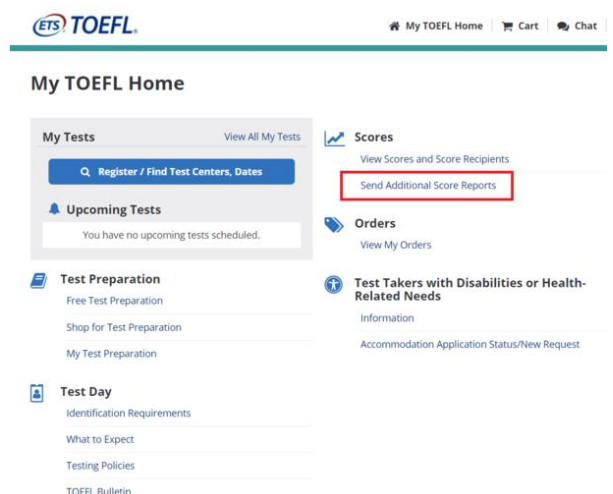 ETS TOEFL.
My TOEFL Home
Cart
Chat
My TOEFL Home
My Tests
View All My Tests
Register / Find Test Centers, Dates
Upcoming Tests
You have no upcoming tests scheduled.
Test Preparation
Free Test Preparation
Shop for Test Preparation
My Test Preparation
Test Day
Identification Requirements
What to Expect
Testing Policies
TOEFL Bulletin
Scores
View Scores and Score Recipients
Send Additional Score Reports
Orders
View My Orders
Test Takers with Disabilities or Health-
Related Needs
Information
Accommodation Application Status/New Request